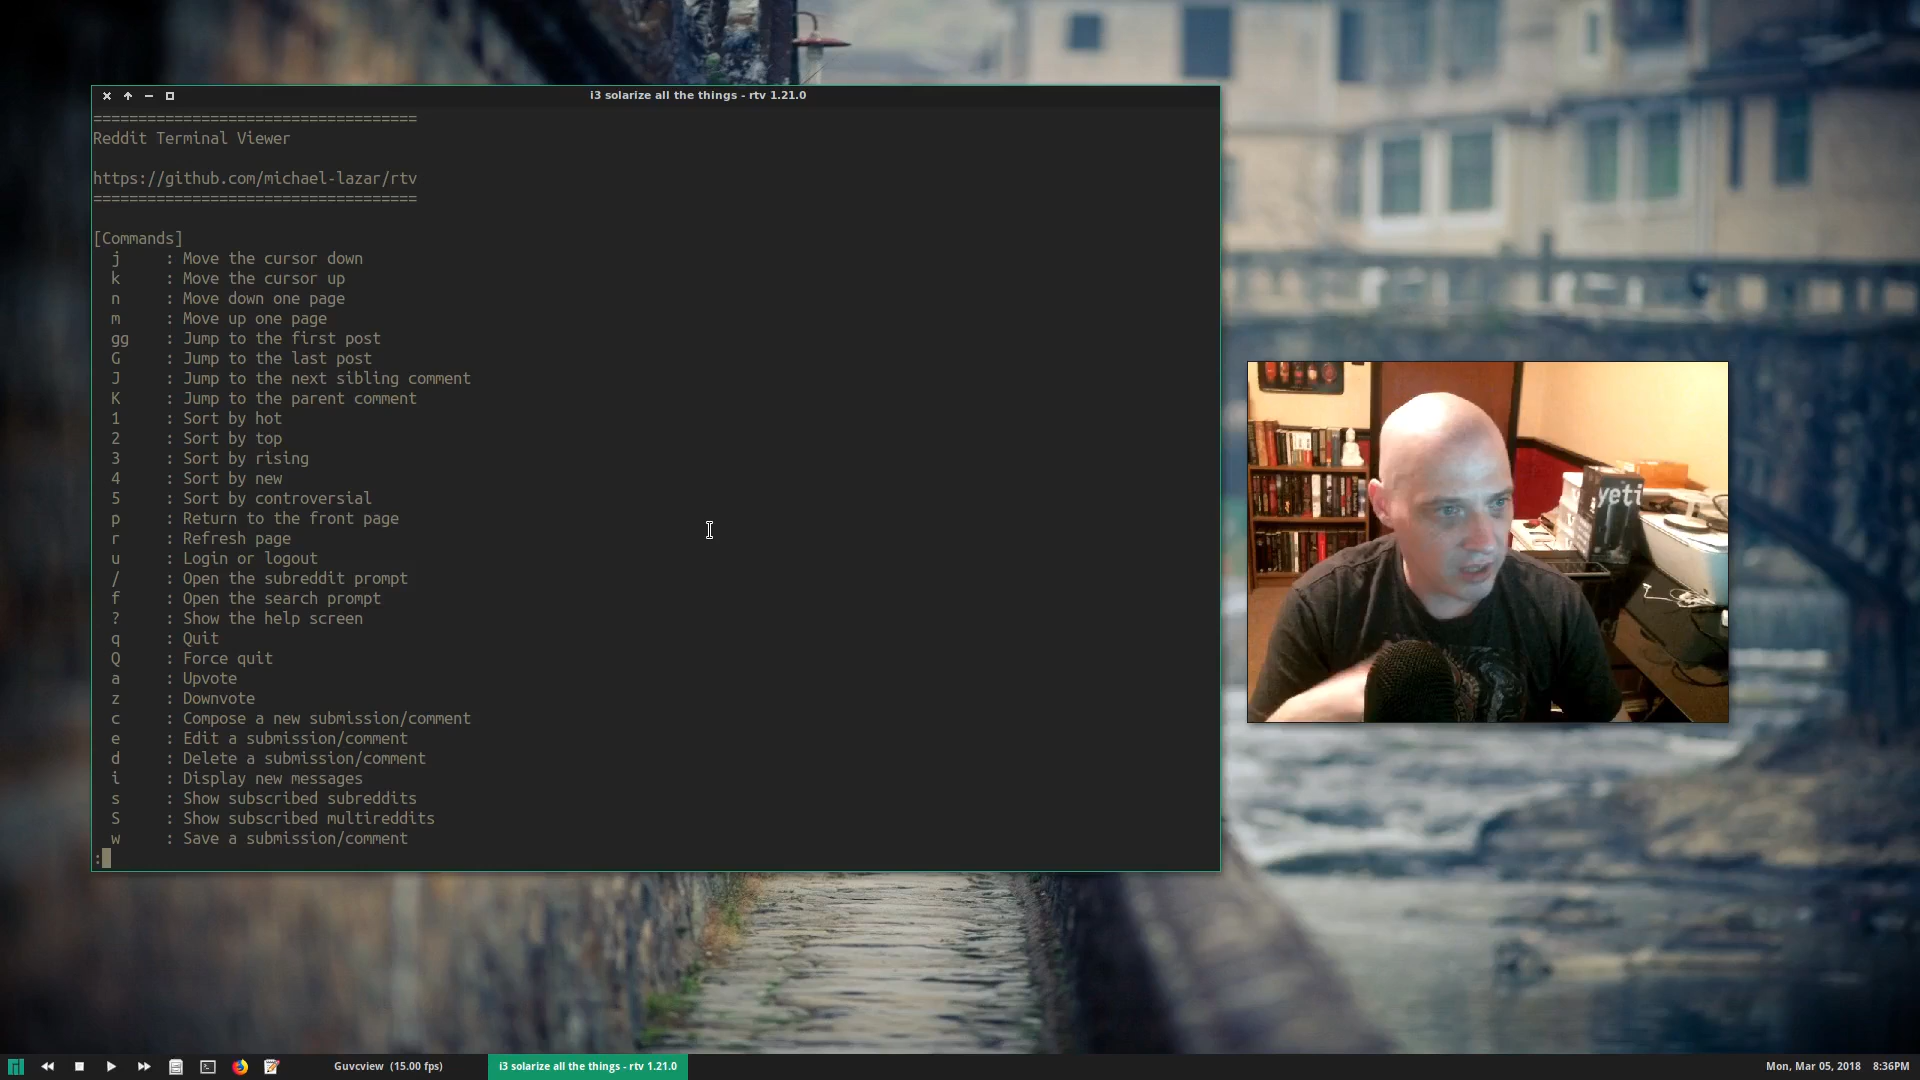 i3 solarize all the things - rtv 1.21.0
====================================
Reddit Terminal Viewer
https://github.com/michael-lazar/rtv
====================================
[Commands]
j : Move the cursor down
k : Move the cursor up
n : Move down one page
m : Move up one page
gg : Jump to the first post
G : Jump to the last post
J : Jump to the next sibling comment
K : Jump to the parent comment
1 : Sort by hot
2 : Sort by top
3 : Sort by rising
4 : Sort by new
5 : Sort by controversial
p : Return to the front page
r : Refresh page
u : Login or logout
/ : Open the subreddit prompt
f : Open the search prompt
? : Show the help screen
q : Quit
Q : Force quit
a : Upvote
z : Downvote
c : Compose a new submission/comment
e : Edit a submission/comment
d : Delete a submission/comment
i : Display new messages
s : Show subscribed subreddits
S : Show subscribed multireddits
w : Save a submission/comment
:
yeti
Guvcview (15.00 fps)
i3 solarize all the things - rtv 1.21.0
Mon, Mar 05, 2018 8:36PM